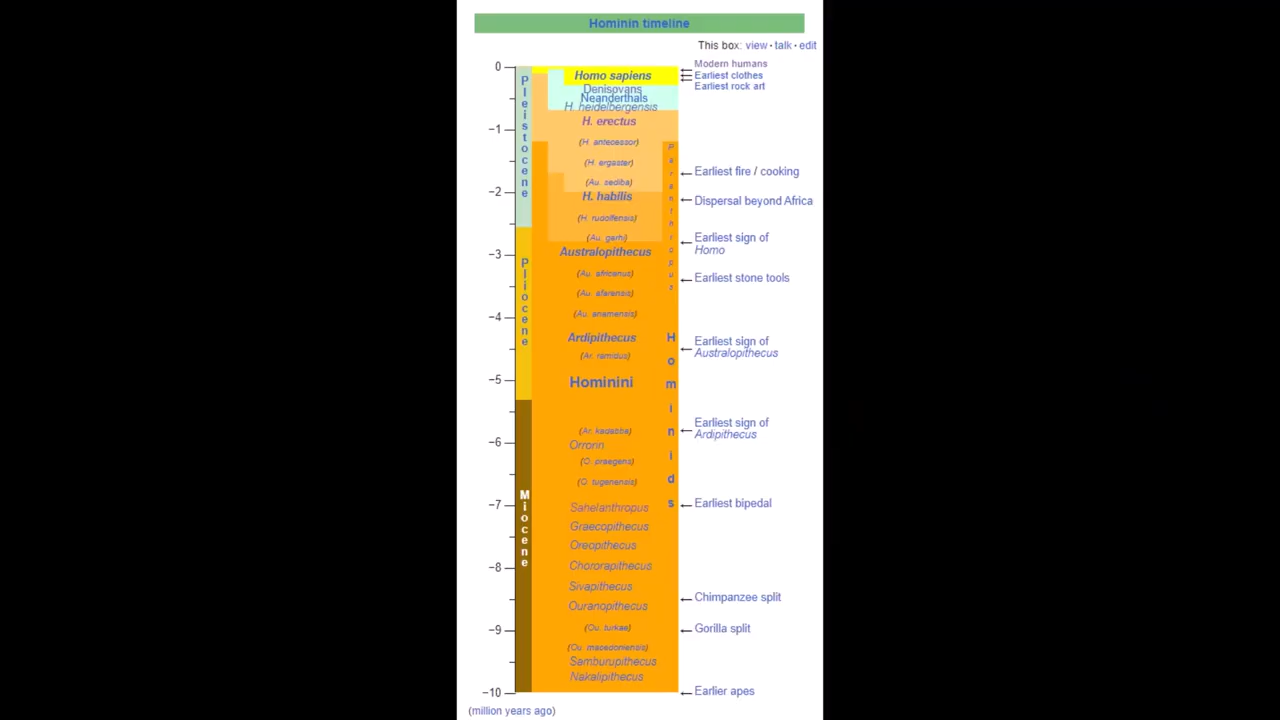 Hominin timeline
This box: view · talk · edit
0
−1
−2
−3
−4
−5
−6
−7
−8
−9
−10
(million years ago)
Pleistocene
Pliocene
Miocene
Homo sapiens
Denisovans
Neanderthals
H. heidelbergensis
H. erectus
(H. antecessor)
(H. ergaster)
(Au. sediba)
H. habilis
(H. rudolfensis)
(Au. garhi)
Australopithecus
(Au. africanus)
(Au. afarensis)
(Au. anamensis)
Ardipithecus
(Ar. ramidus)
Hominini
(Ar. kadabba)
Orrorin
(O. praegens)
(O. tugenensis)
Sahelanthropus
Graecopithecus
Oreopithecus
Chororapithecus
Sivapithecus
Ouranopithecus
(Ou. turkae)
(Ou. macedoniensis)
Samburupithecus
Nakalipithecus
Paranthropus
Hominids
Modern humans
Earliest clothes
Earliest rock art
Earliest fire / cooking
Dispersal beyond Africa
Earliest sign of
Homo
Earliest stone tools
Earliest sign of
Australopithecus
Earliest sign of
Ardipithecus
Earliest bipedal
Chimpanzee split
Gorilla split
Earlier apes